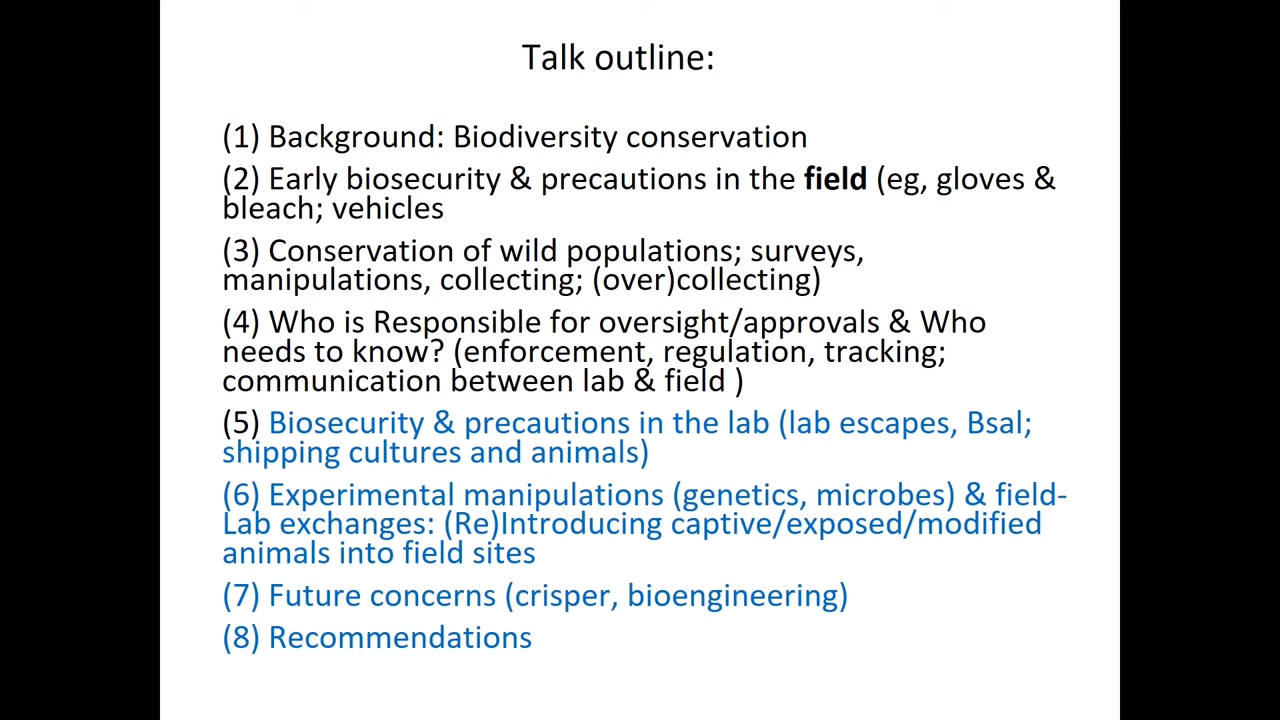 Talk outline:
(1) Background: Biodiversity conservation
(2) Early biosecurity & precautions in the field (eg, gloves &
bleach; vehicles
(3) Conservation of wild populations; surveys,
manipulations, collecting; (over)collecting)
(4) Who is Responsible for oversight/approvals & Who
needs to know? (enforcement, regulation, tracking;
communication between lab & field )
(5) Biosecurity & precautions in the lab (lab escapes, Bsal;
shipping cultures and animals)
(6) Experimental manipulations (genetics, microbes) & field-
Lab exchanges: (Re)Introducing captive/exposed/modified
animals into field sites
(7) Future concerns (crisper, bioengineering)
(8) Recommendations